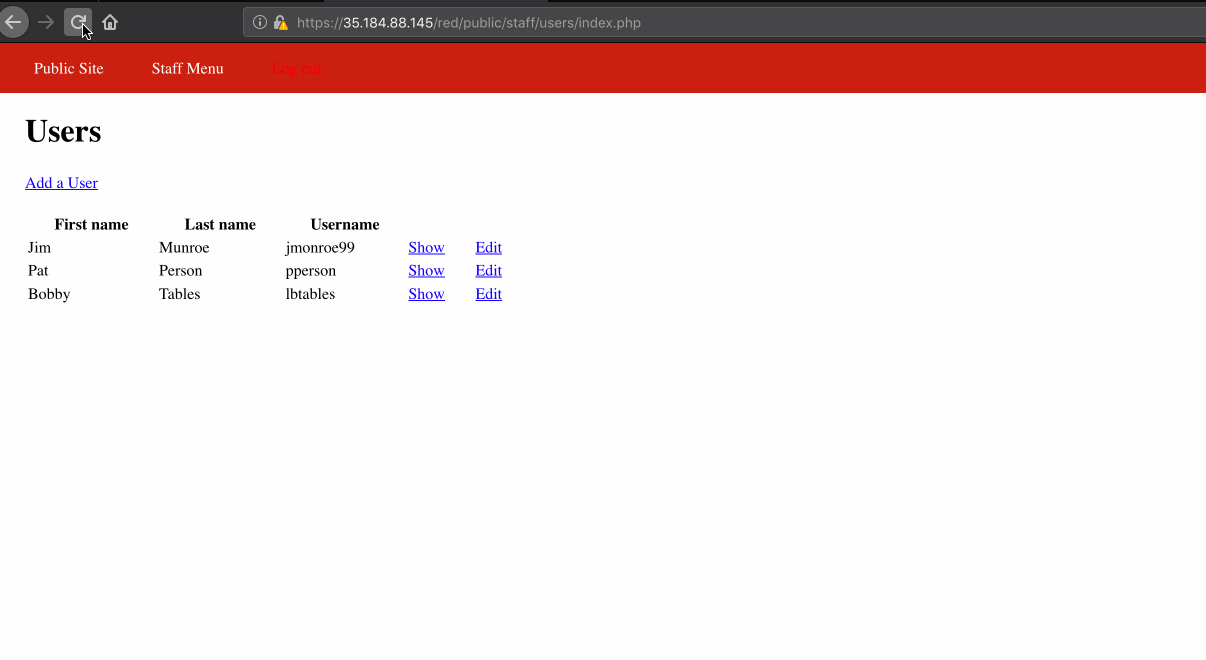 https://35.184.88.145/red/public/staff/users/index.php
Public Site Staff Menu Log out
Users
Add a User
First name Last name Username
Jim Munroe jmonroe99 Show Edit
Pat Person pperson Show Edit
Bobby Tables lbtables Show Edit